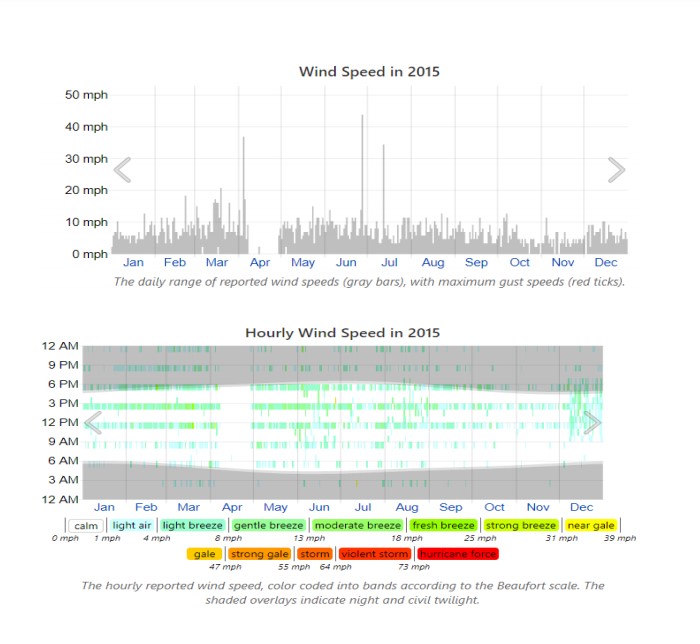 Wind Speed in 2015
50 mph
40 mph
30 mph
20 mph
10 mph
0 mph
Jan Feb Mar Apr May Jun Jul Aug Sep Oct Nov Dec
The daily range of reported wind speeds (gray bars), with maximum gust speeds (red ticks).
Hourly Wind Speed in 2015
12 AM
9 PM
6 PM
3 PM
12 PM
9 AM
6 AM
3 AM
12 AM
Jan Feb Mar Apr May Jun Jul Aug Sep Oct Nov Dec
calm light air light breeze gentle breeze moderate breeze fresh breeze strong breeze near gale
0 mph 1 mph 4 mph 8 mph 13 mph 18 mph 25 mph 31 mph 39 mph
gale strong gale storm violent storm hurricane force
47 mph 55 mph 64 mph 73 mph
The hourly reported wind speed, color coded into bands according to the Beaufort scale. The
shaded overlays indicate night and civil twilight.